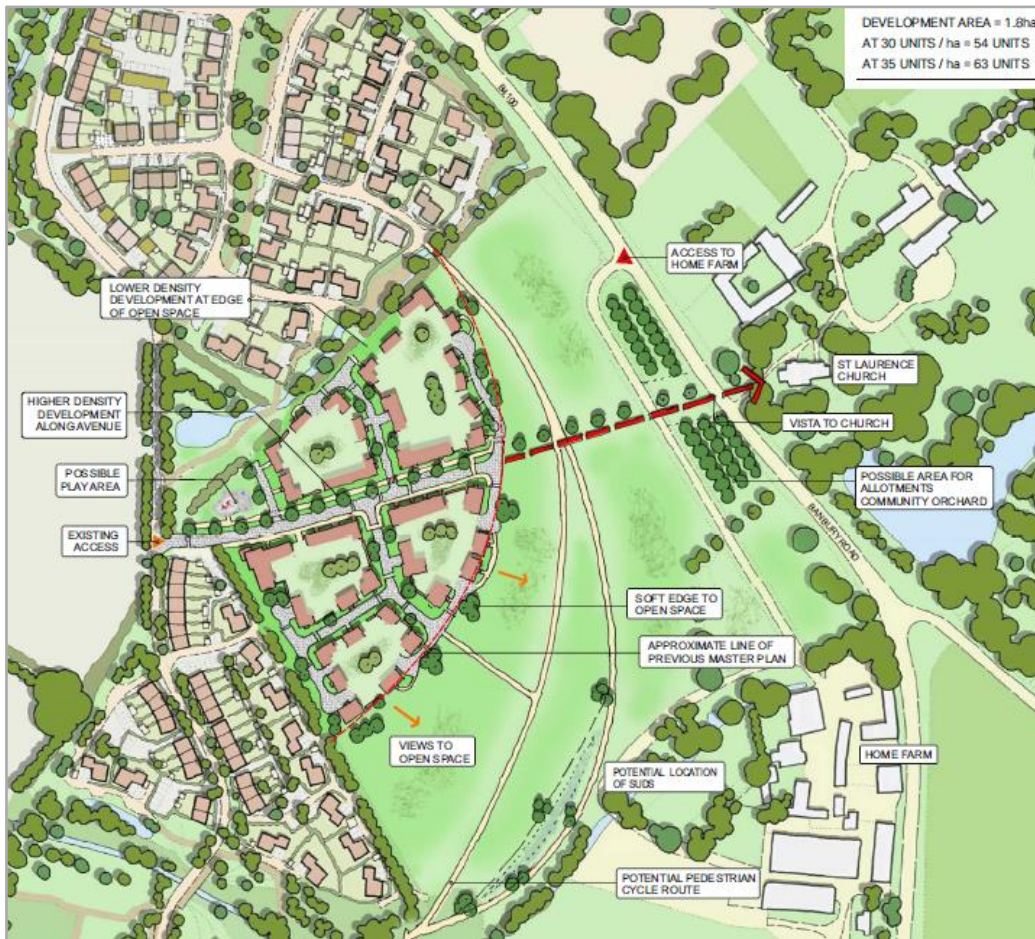 DEVELOPMENT AREA = 1.8ha
AT 30 UNITS / ha = 54 UNITS
AT 35 UNITS / ha = 63 UNITS
B4100
ACCESS TO
HOME FARM
LOWER DENSITY
DEVELOPMENT AT EDGE
OF OPEN SPACE
ST LAURENCE
CHURCH
HIGHER DENSITY
DEVELOPMENT
ALONG AVENUE
VISTA TO CHURCH
POSSIBLE
PLAY AREA
POSSIBLE AREA FOR
ALLOTMENTS
COMMUNITY ORCHARD
EXISTING
ACCESS
BANBURY ROAD
SOFT EDGE TO
OPEN SPACE
APPROXIMATE LINE OF
PREVIOUS MASTER PLAN
VIEWS TO
OPEN SPACE
HOME FARM
POTENTIAL LOCATION
OF SUDS
POTENTIAL PEDESTRIAN
CYCLE ROUTE